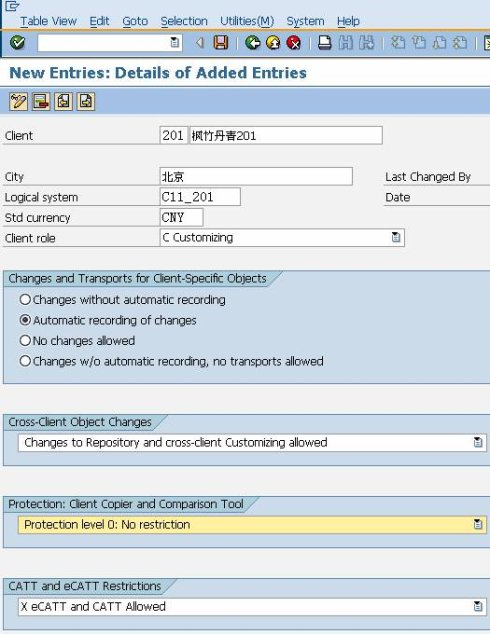 Table View Edit Goto Selection Utilities(M) System Help
New Entries: Details of Added Entries
Client 201 枫竹丹青201
City 北京 Last Changed By
Logical system C11_201 Date
Std currency CNY
Client role C Customizing
Changes and Transports for Client-Specific Objects
Changes without automatic recording
Automatic recording of changes
No changes allowed
Changes w/o automatic recording, no transports allowed
Cross-Client Object Changes
Changes to Repository and cross-client Customizing allowed
Protection: Client Copier and Comparison Tool
Protection level 0: No restriction
CATT and eCATT Restrictions
X eCATT and CATT Allowed